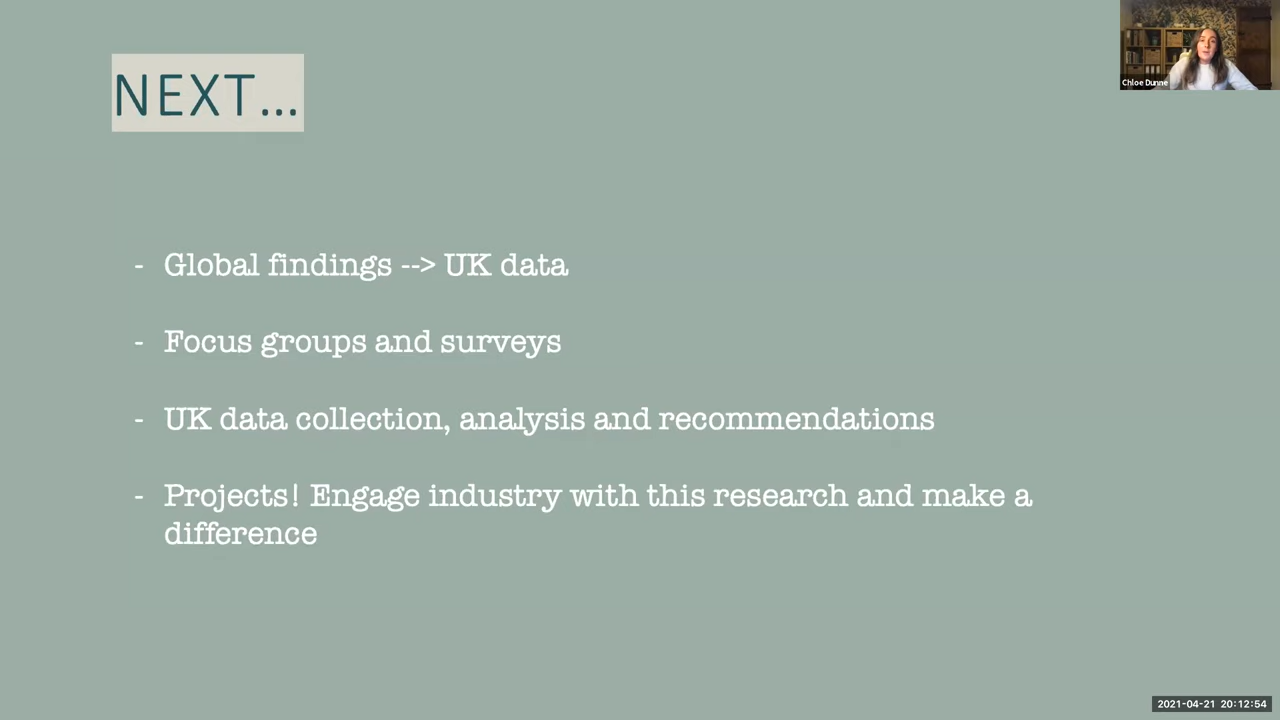 NEXT...
Chloe Dunne
- Global findings --> UK data
- Focus groups and surveys
- UK data collection, analysis and recommendations
- Projects! Engage industry with this research and make a
difference
2021-04-21 20:12:54